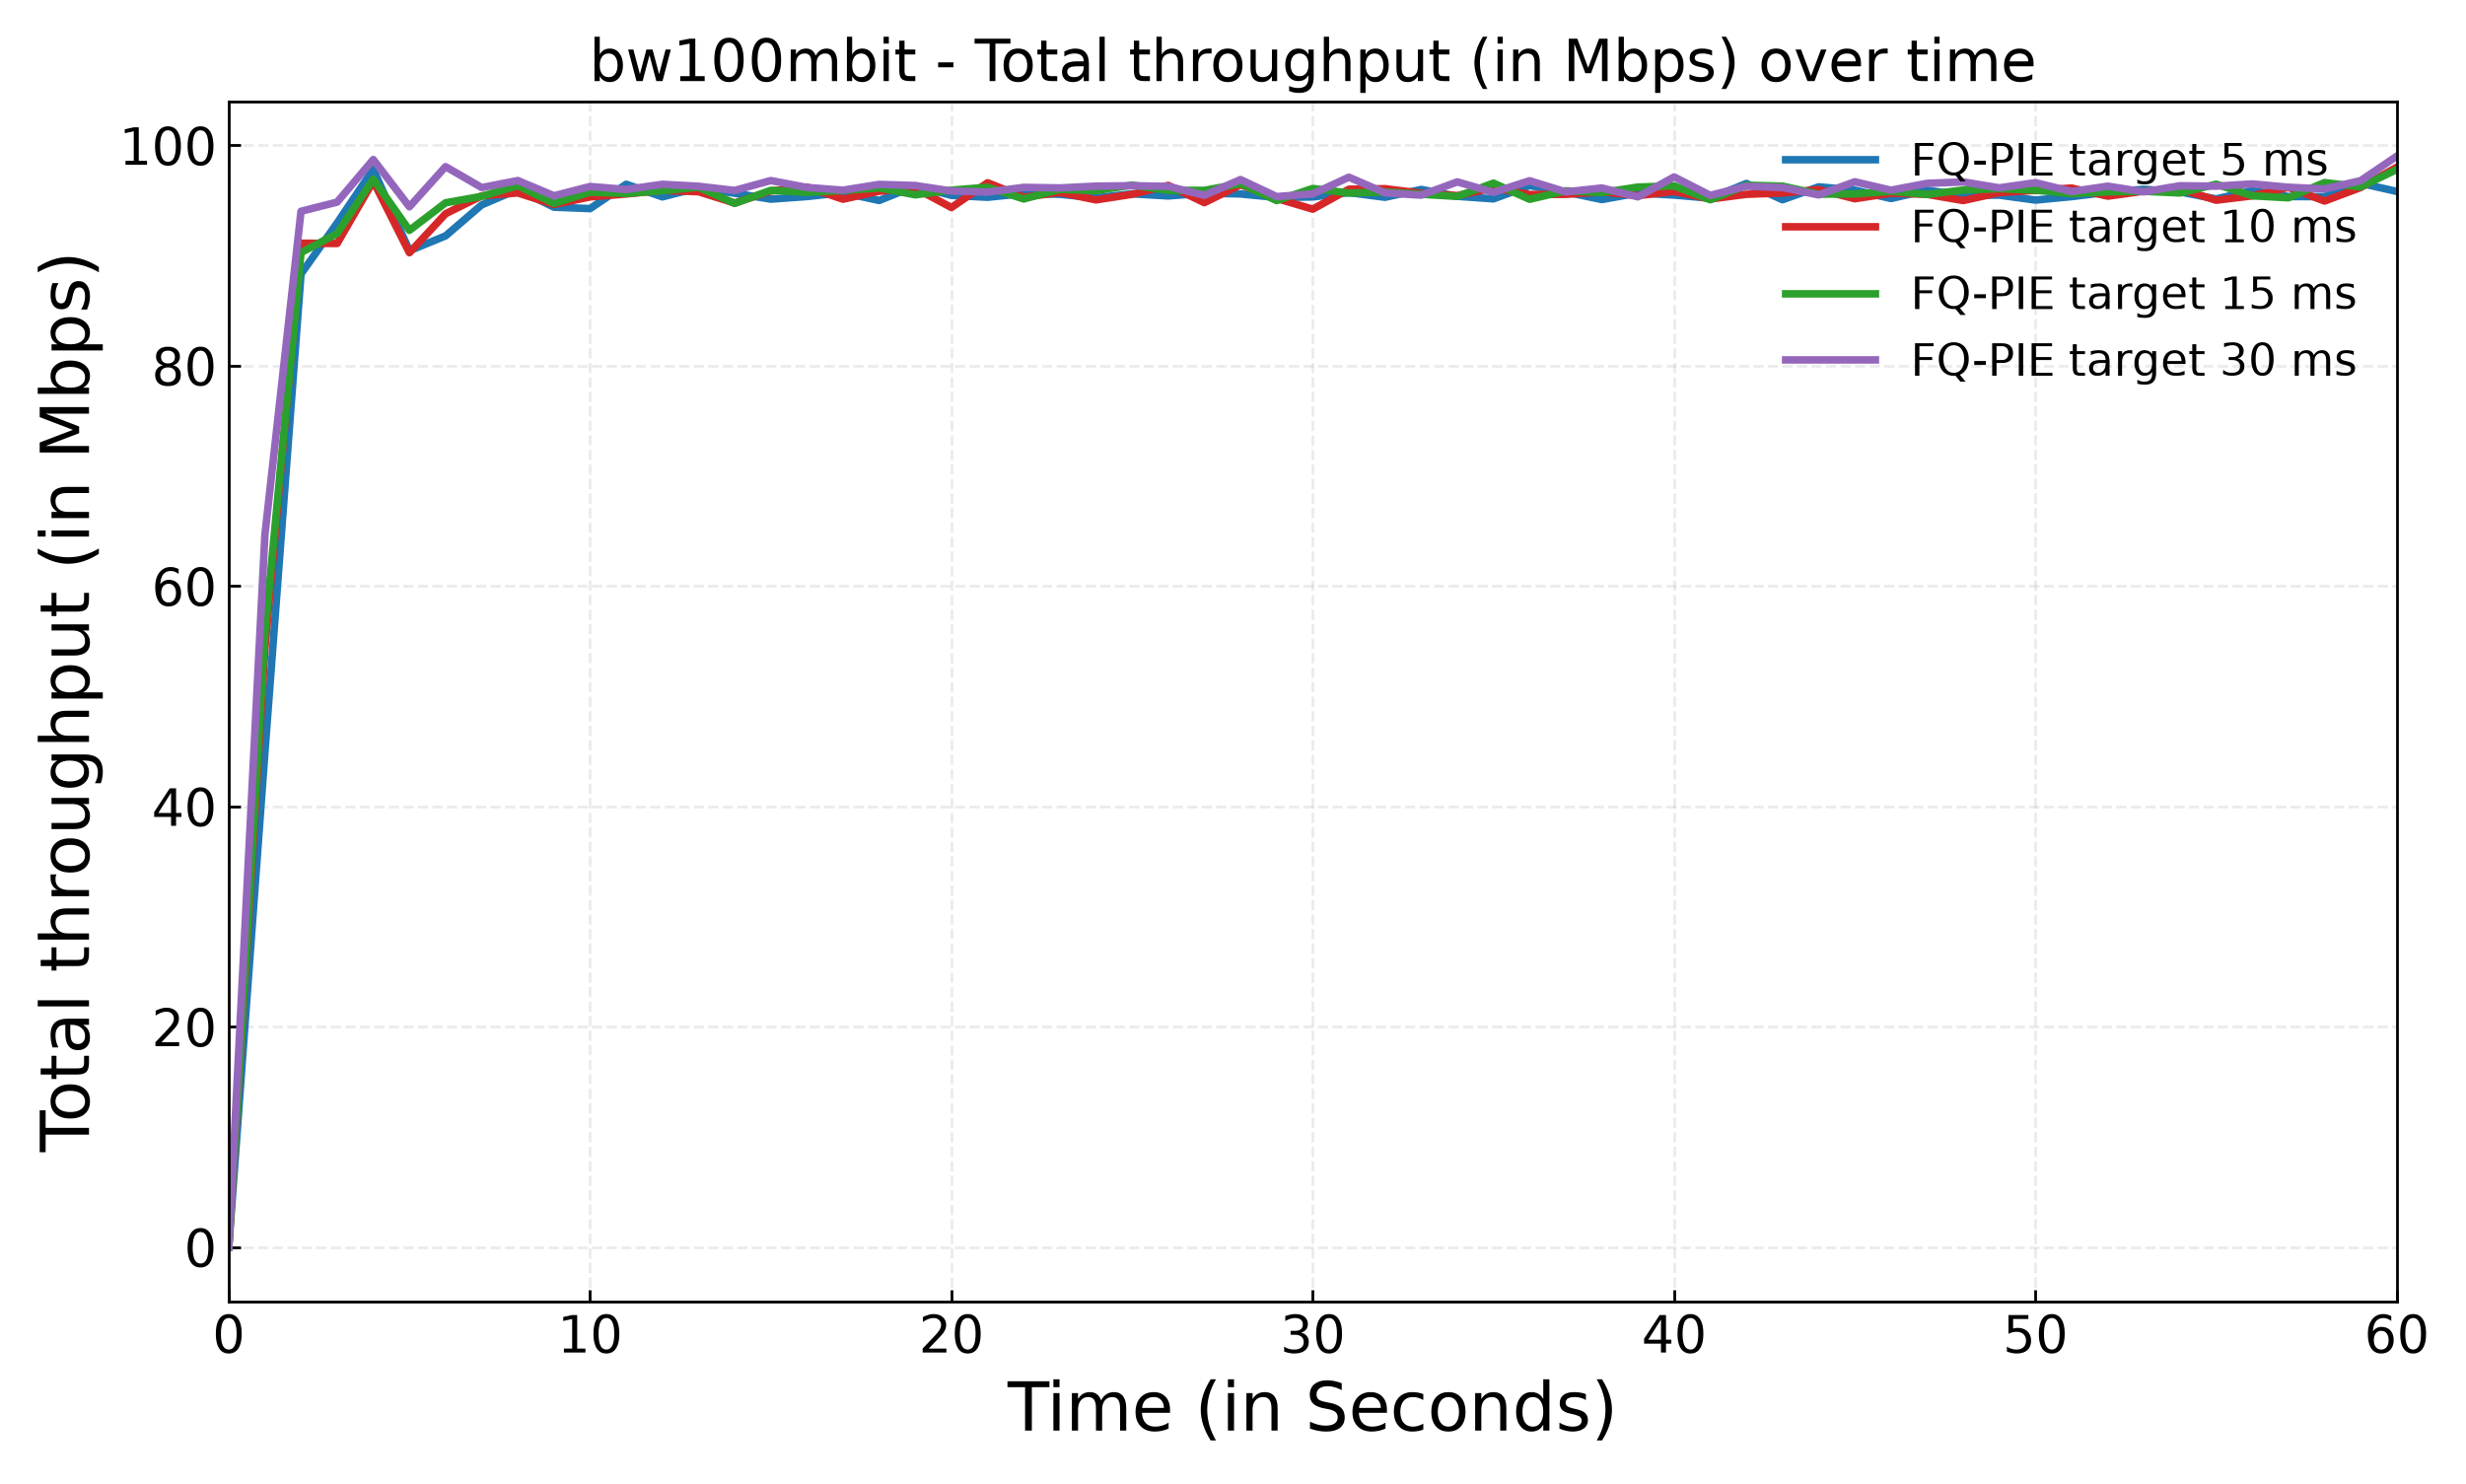 bw100mbit - Total throughput (in Mbps) over time
Total throughput (in Mbps)
100
80
60
40
20
0
FQ-PIE target 5 ms
FQ-PIE target 10 ms
FQ-PIE target 15 ms
FQ-PIE target 30 ms
0 10 20 30 40 50 60
Time (in Seconds)